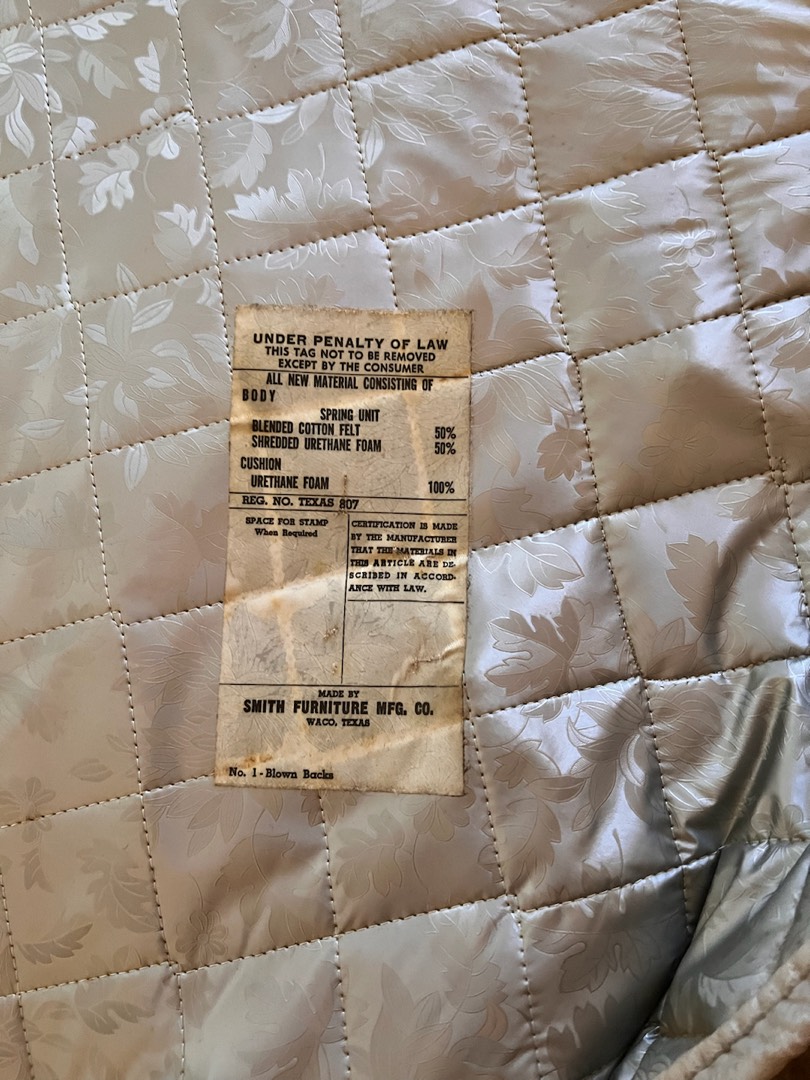 UNDER PENALTY OF LAW
THIS TAG NOT TO BE REMOVED
EXCEPT BY THE CONSUMER
ALL NEW MATERIAL CONSISTING OF
BODY
SPRING UNIT
BLENDED COTTON FELT 50%
SHREDDED URETHANE FOAM 50%
CUSHION
URETHANE FOAM 100%
REG. NO. TEXAS 807
SPACE FOR STAMP
When Required
CERTIFICATION IS MADE
BY THE MANUFACTURER
THAT THE MATERIALS IN
THIS ARTICLE ARE DE-
SCRIBED IN ACCORD-
ANCE WITH LAW.
MADE BY
SMITH FURNITURE MFG. CO.
WACO, TEXAS
No. 1 - Blown Backs